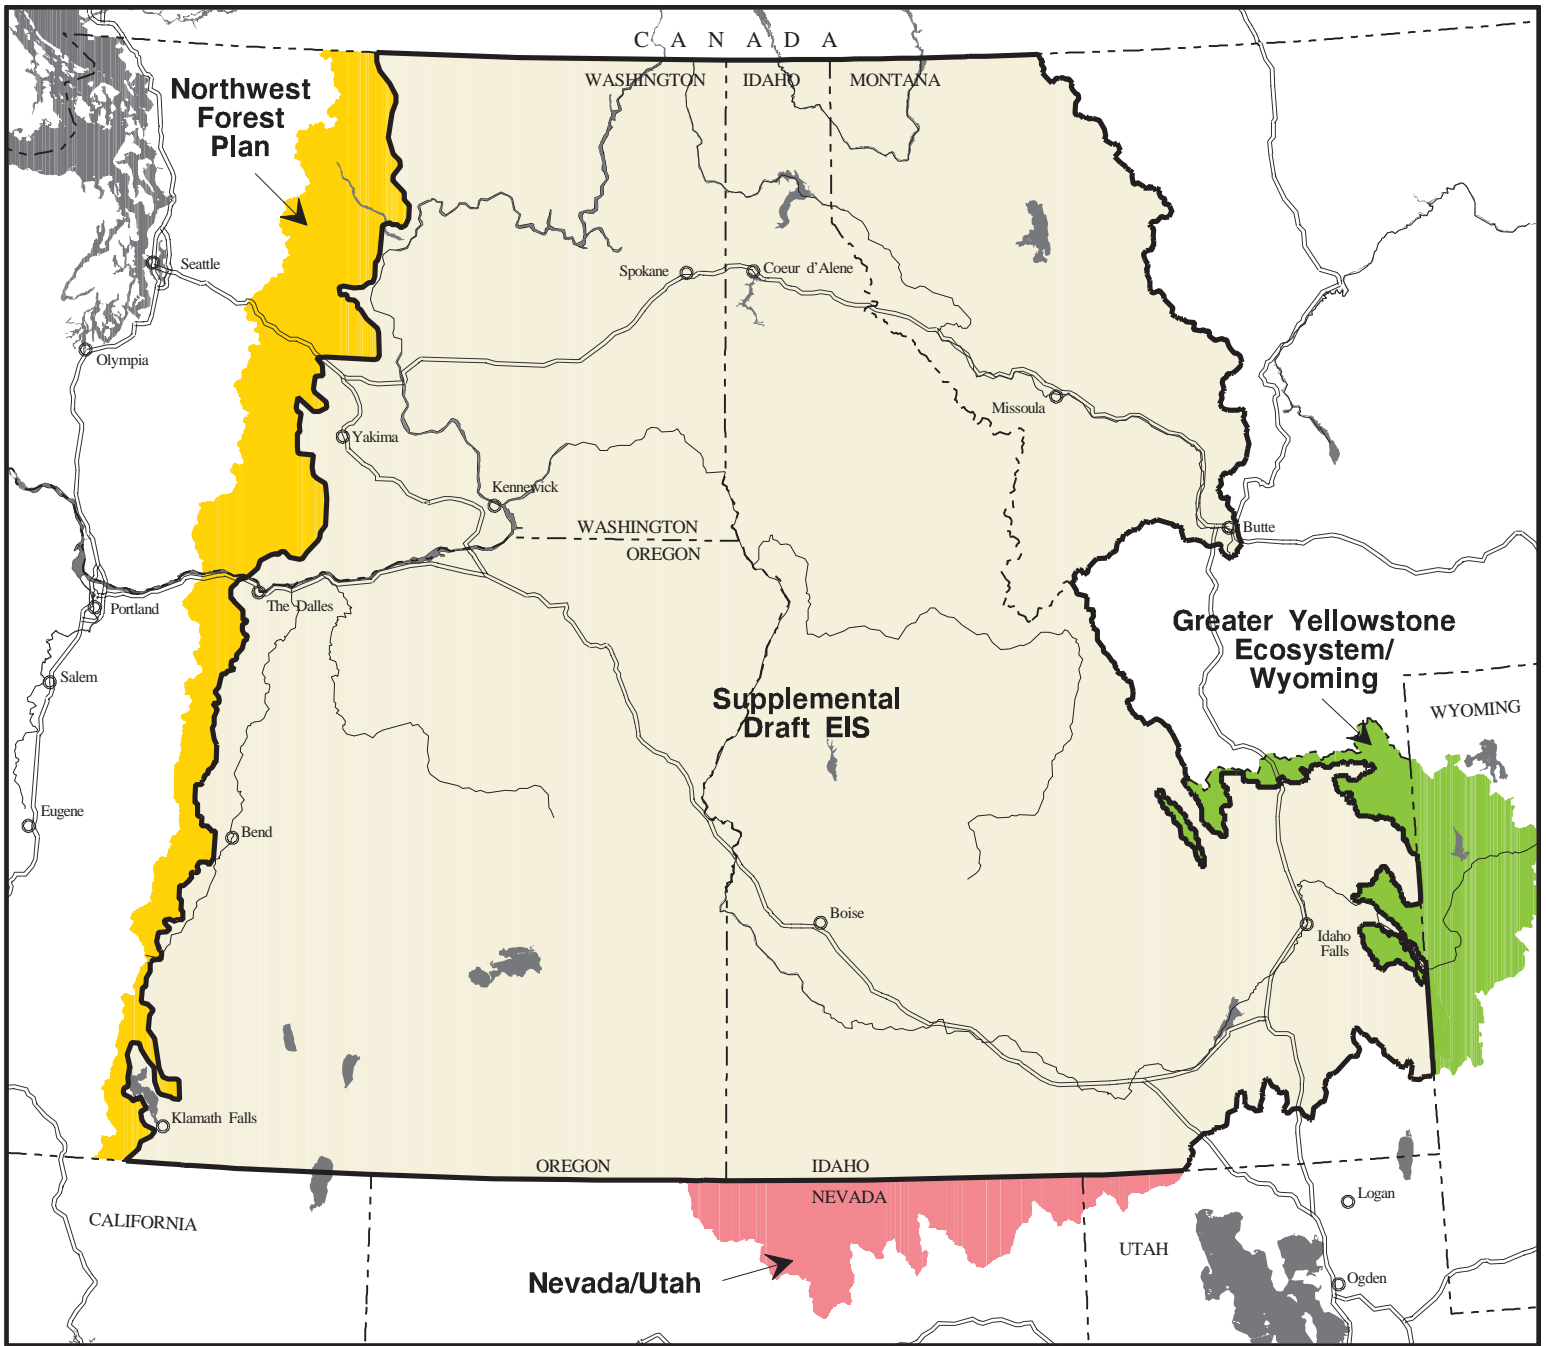 C A N A D A
WASHINGTON
IDAHO
MONTANA
Northwest
Forest
Plan
Seattle
Spokane
Coeur d'Alene
Olympia
Missoula
Yakima
Kennewick
WASHINGTON
OREGON
Butte
The Dalles
Portland
Greater Yellowstone
Ecosystem/
Wyoming
Salem
Supplemental
Draft EIS
WYOMING
Eugene
Bend
Boise
Idaho
Falls
Klamath Falls
OREGON
IDAHO
NEVADA
CALIFORNIA
Logan
UTAH
Nevada/Utah
Ogden